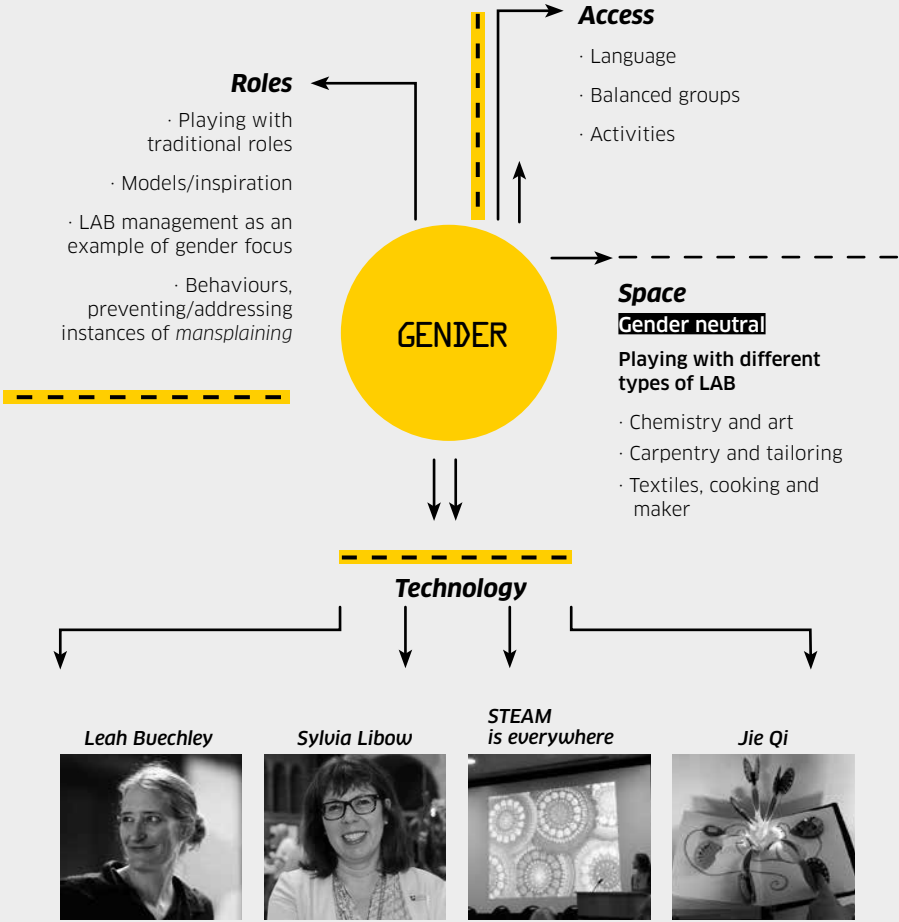 Access
· Language
· Balanced groups
· Activities
Roles
· Playing with
traditional roles
· Models/inspiration
· LAB management as an
example of gender focus
· Behaviours,
preventing/addressing
instances of mansplaining
GENDER
Space
Gender neutral
Playing with different
types of LAB
· Chemistry and art
· Carpentry and tailoring
· Textiles, cooking and
maker
Technology
Leah Buechley
Sylvia Libow
STEAM
is everywhere
Jie Qi